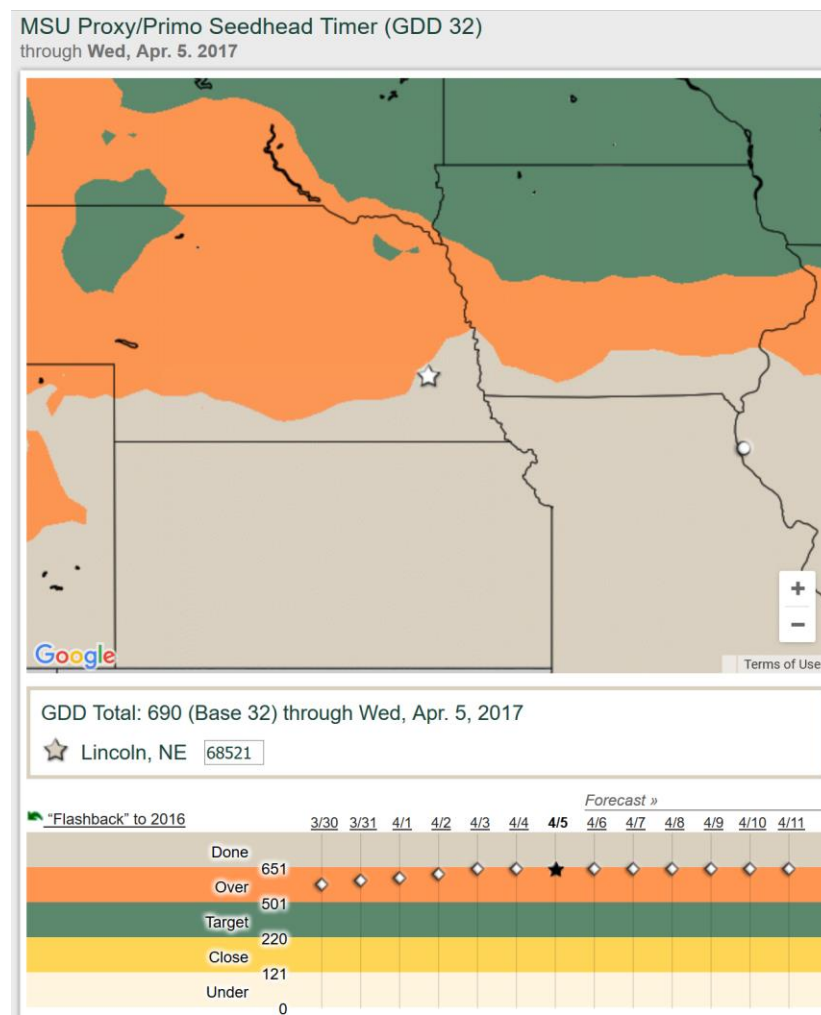 MSU Proxy/Primo Seedhead Timer (GDD 32)
through Wed, Apr. 5. 2017
+
−
Google
Terms of Use
GDD Total: 690 (Base 32) through Wed, Apr. 5, 2017
Lincoln, NE 68521
Forecast »
"Flashback" to 2016 3/30 3/31 4/1 4/2 4/3 4/4 4/5 4/6 4/7 4/8 4/9 4/10 4/11
Done
651
Over
501
Target
220
Close
121
Under
0